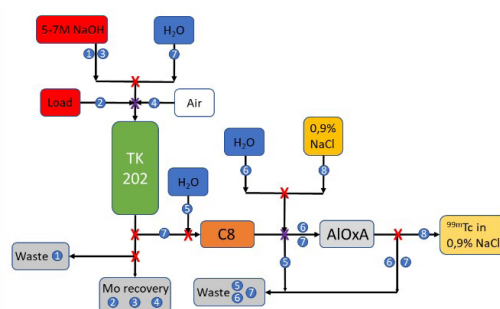 5-7M NaOH
H₂O
1 3
7
Load
2
4
Air
TK
202
H₂O
5
7
C8
H₂O
6
0,9%
NaCl
8
6
7
AlOxA
8
⁹⁹ᵐTc in
0,9% NaCl
5
6 7
Waste 1
Mo recovery
2 3 4
Waste 5
6 7